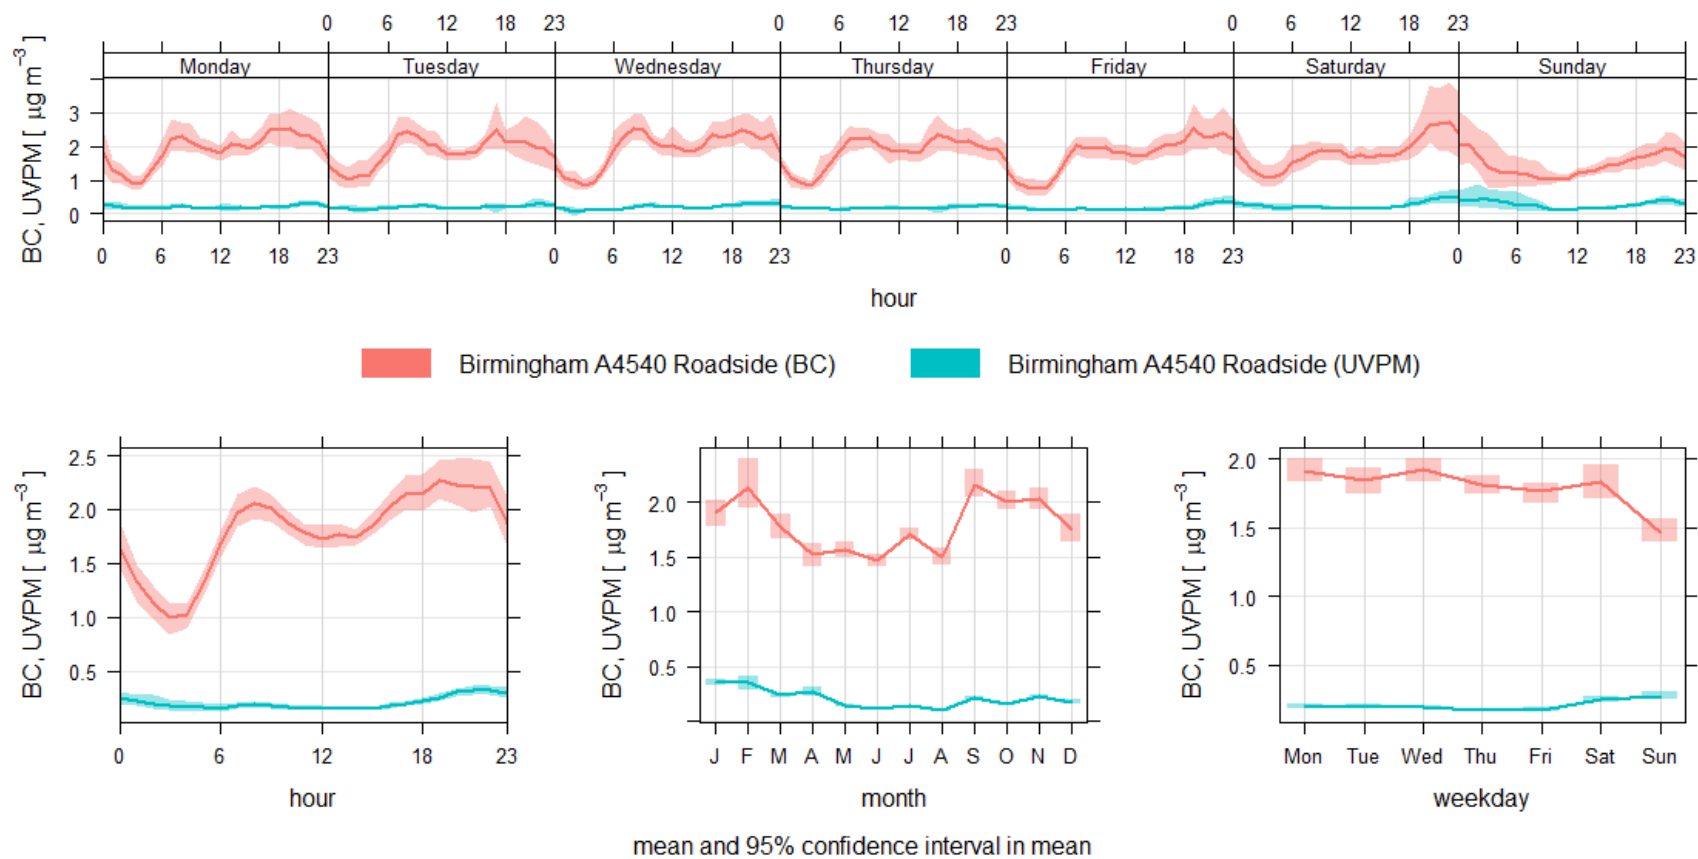 0 6 12 18 23 0 6 12 18 23 0 6 12 18 23
Monday Tuesday Wednesday Thursday Friday Saturday Sunday
BC, UVPM [ μg m⁻³ ]
3
2
1
0
0 6 12 18 23 0 6 12 18 23 0 6 12 18 23 0 6 12 18 23
hour
Birmingham A4540 Roadside (BC) Birmingham A4540 Roadside (UVPM)
BC, UVPM [ μg m⁻³ ]
2.5
2.0
1.5
1.0
0.5
0 6 12 18 23
hour
BC, UVPM [ μg m⁻³ ]
2.0
1.5
1.0
0.5
J F M A M J J A S O N D
month
BC, UVPM [ μg m⁻³ ]
2.0
1.5
1.0
0.5
Mon Tue Wed Thu Fri Sat Sun
weekday
mean and 95% confidence interval in mean